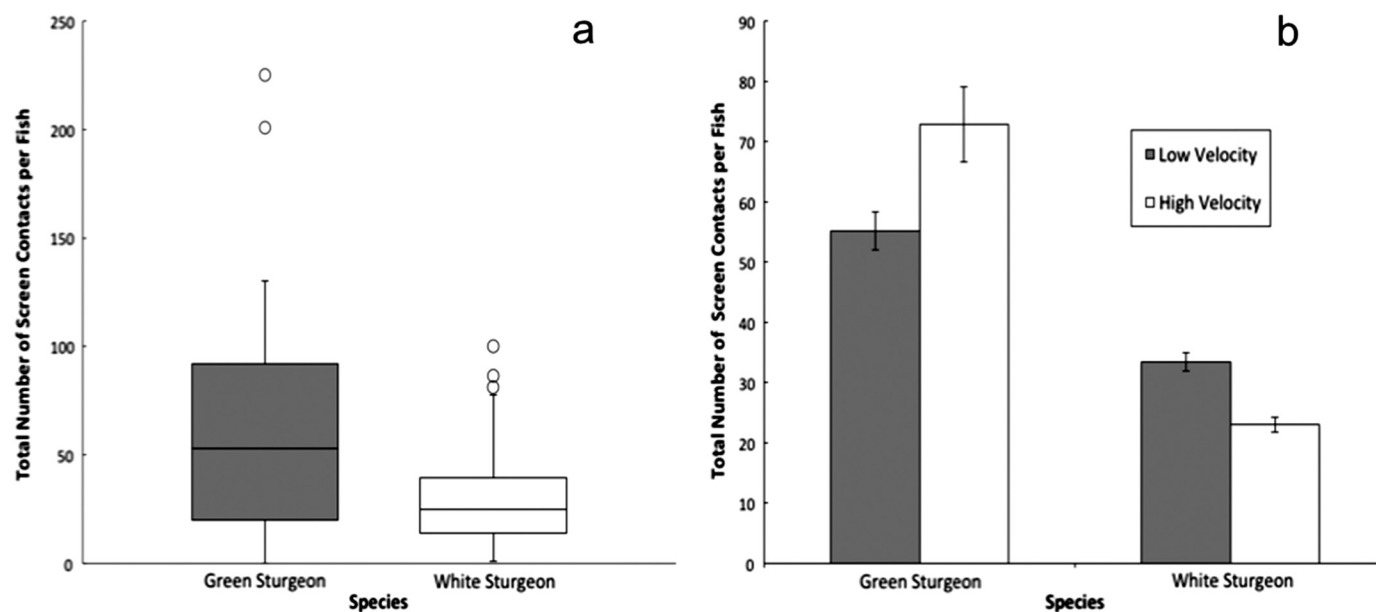 a
250
200
150
100
50
0
Total Number of Screen Contacts per Fish
Green Sturgeon
White Sturgeon
Species
b
90
80
70
60
50
40
30
20
10
0
Total Number of Screen Contacts per Fish
Low Velocity
High Velocity
Green Sturgeon
White Sturgeon
Species